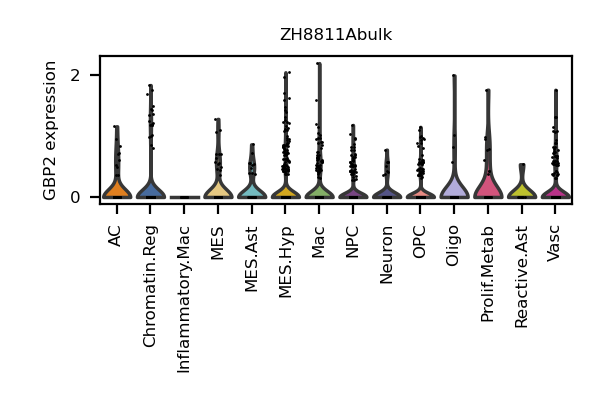 ZH8811Abulk
GBP2 expression
2
0
AC
Chromatin.Reg
Inflammatory.Mac
MES
MES.Ast
MES.Hyp
Mac
NPC
Neuron
OPC
Oligo
Prolif.Metab
Reactive.Ast
Vasc